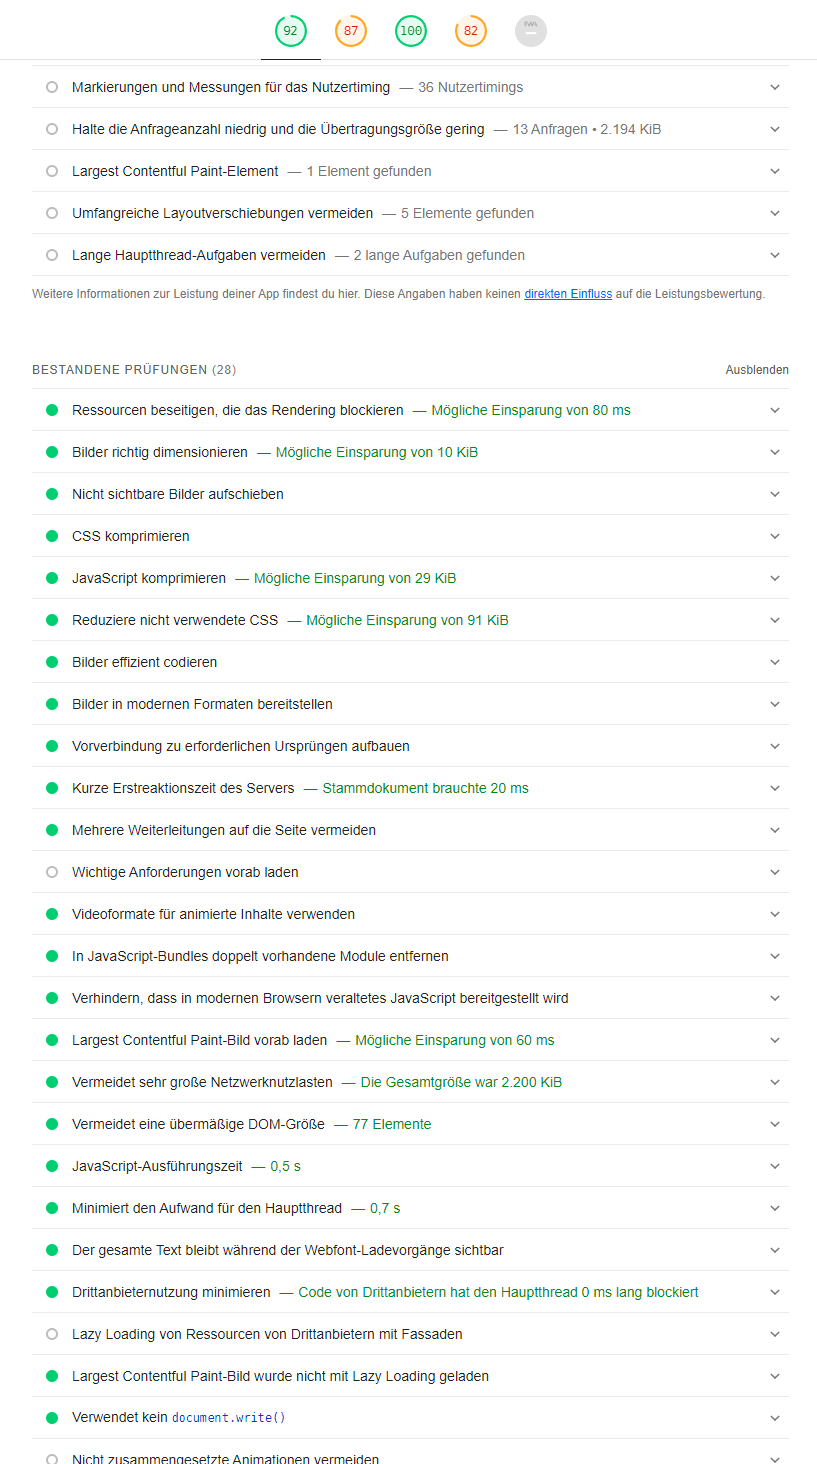 92 87 100 82 PWA
Markierungen und Messungen für das Nutzertiming — 36 Nutzertimings
Halte die Anfrageanzahl niedrig und die Übertragungsgröße gering — 13 Anfragen • 2.194 KiB
Largest Contentful Paint-Element — 1 Element gefunden
Umfangreiche Layoutverschiebungen vermeiden — 5 Elemente gefunden
Lange Hauptthread-Aufgaben vermeiden — 2 lange Aufgaben gefunden
Weitere Informationen zur Leistung deiner App findest du hier. Diese Angaben haben keinen direkten Einfluss auf die Leistungsbewertung.
BESTANDENE PRÜFUNGEN (28) Ausblenden
Ressourcen beseitigen, die das Rendering blockieren — Mögliche Einsparung von 80 ms
Bilder richtig dimensionieren — Mögliche Einsparung von 10 KiB
Nicht sichtbare Bilder aufschieben
CSS komprimieren
JavaScript komprimieren — Mögliche Einsparung von 29 KiB
Reduziere nicht verwendete CSS — Mögliche Einsparung von 91 KiB
Bilder effizient codieren
Bilder in modernen Formaten bereitstellen
Vorverbindung zu erforderlichen Ursprüngen aufbauen
Kurze Erstreaktionszeit des Servers — Stammdokument brauchte 20 ms
Mehrere Weiterleitungen auf die Seite vermeiden
Wichtige Anforderungen vorab laden
Videoformate für animierte Inhalte verwenden
In JavaScript-Bundles doppelt vorhandene Module entfernen
Verhindern, dass in modernen Browsern veraltetes JavaScript bereitgestellt wird
Largest Contentful Paint-Bild vorab laden — Mögliche Einsparung von 60 ms
Vermeidet sehr große Netzwerknutzlasten — Die Gesamtgröße war 2.200 KiB
Vermeidet eine übermäßige DOM-Größe — 77 Elemente
JavaScript-Ausführungszeit — 0,5 s
Minimiert den Aufwand für den Hauptthread — 0,7 s
Der gesamte Text bleibt während der Webfont-Ladevorgänge sichtbar
Drittanbieternutzung minimieren — Code von Drittanbietern hat den Hauptthread 0 ms lang blockiert
Lazy Loading von Ressourcen von Drittanbietern mit Fassaden
Largest Contentful Paint-Bild wurde nicht mit Lazy Loading geladen
Verwendet kein document.write()
Nicht zusammengesetzte Animationen vermeiden